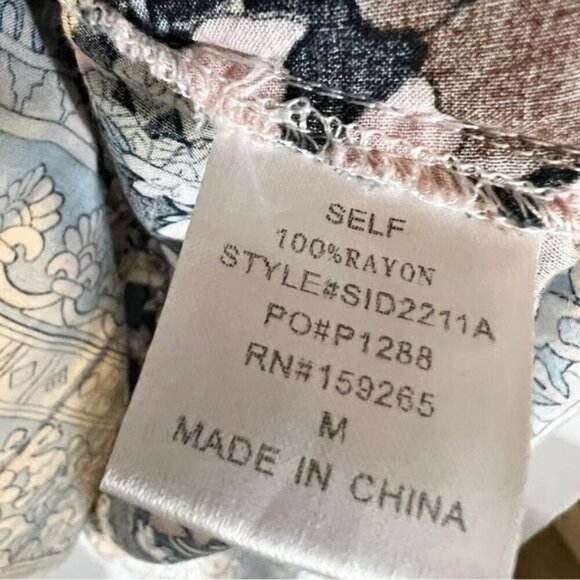 SELF
100%RAYON
STYLE#SID2211A
PO#P1288
RN#159265
M
MADE IN CHINA